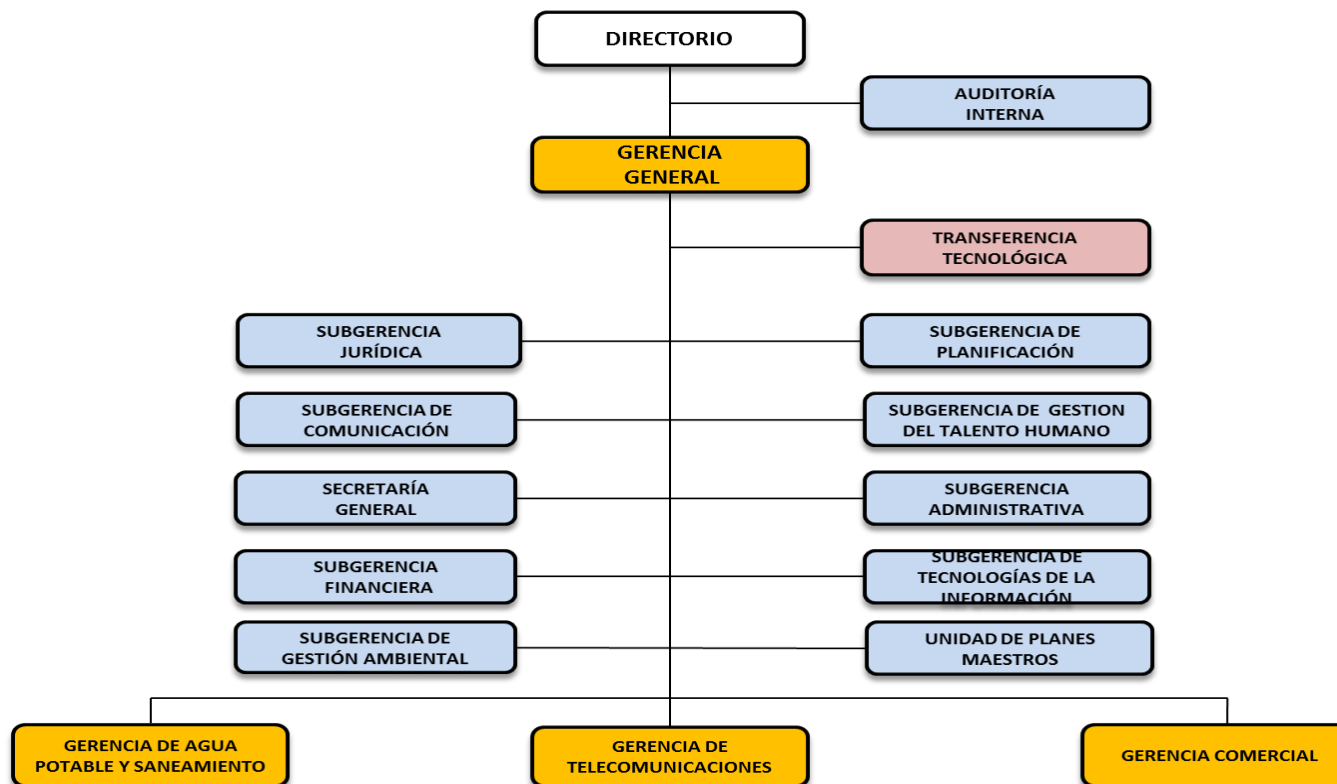 DIRECTORIO
AUDITORÍA
INTERNA
GERENCIA
GENERAL
TRANSFERENCIA
TECNOLÓGICA
SUBGERENCIA
JURÍDICA
SUBGERENCIA DE
PLANIFICACIÓN
SUBGERENCIA DE
COMUNICACIÓN
SUBGERENCIA DE GESTION
DEL TALENTO HUMANO
SECRETARÍA
GENERAL
SUBGERENCIA
ADMINISTRATIVA
SUBGERENCIA
FINANCIERA
SUBGERENCIA DE
TECNOLOGÍAS DE LA
INFORMACIÓN
SUBGERENCIA DE
GESTIÓN AMBIENTAL
UNIDAD DE PLANES
MAESTROS
GERENCIA DE AGUA
POTABLE Y SANEAMIENTO
GERENCIA DE
TELECOMUNICACIONES
GERENCIA COMERCIAL